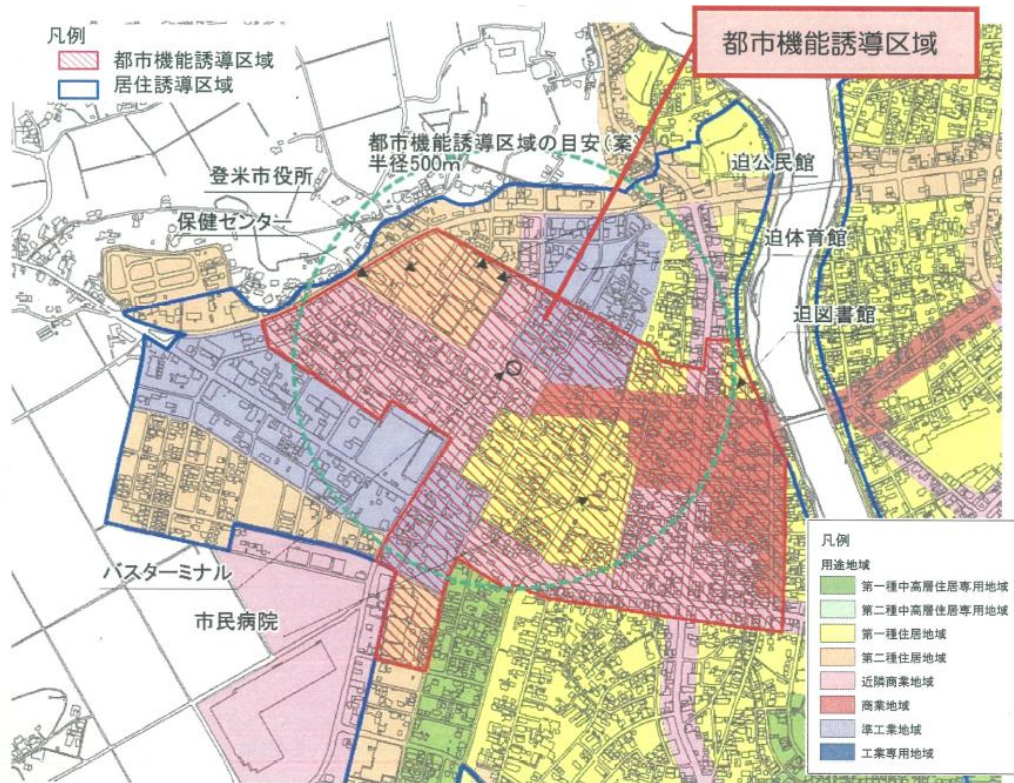 都市機能誘導区域
凡例
都市機能誘導区域
居住誘導区域
都市機能誘導区域の目安(案)
半径500m
登米市役所
保健センター
迫公民館
迫体育館
迫図書館
バスターミナル
市民病院
凡例
用途地域
第一種中高層住居専用地域
第二種中高層住居専用地域
第一種住居地域
第二種住居地域
近隣商業地域
商業地域
準工業地域
工業専用地域